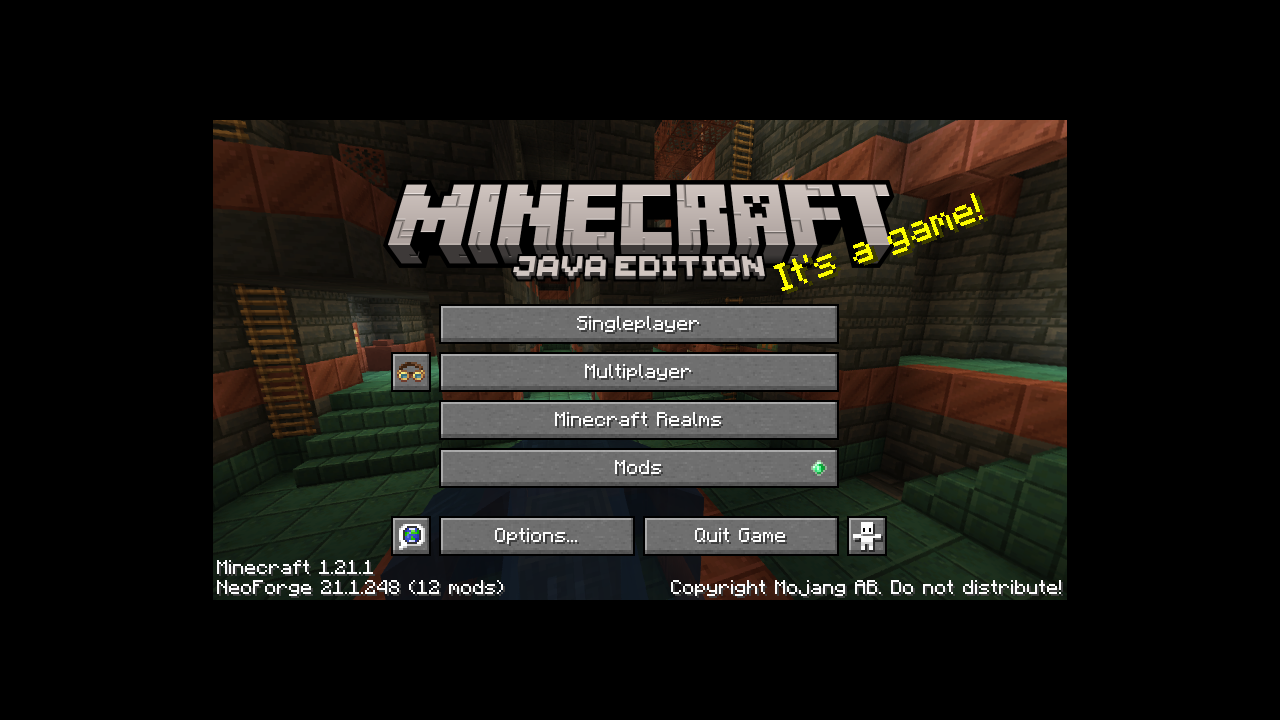 MINECRAFT
JAVA EDITION
It's a game!
Singleplayer
Multiplayer
Minecraft Realms
Mods
Options...
Quit Game
Minecraft 1.21.1
NeoForge 21.1.248 (12 mods)
Copyright Mojang AB. Do not distribute!